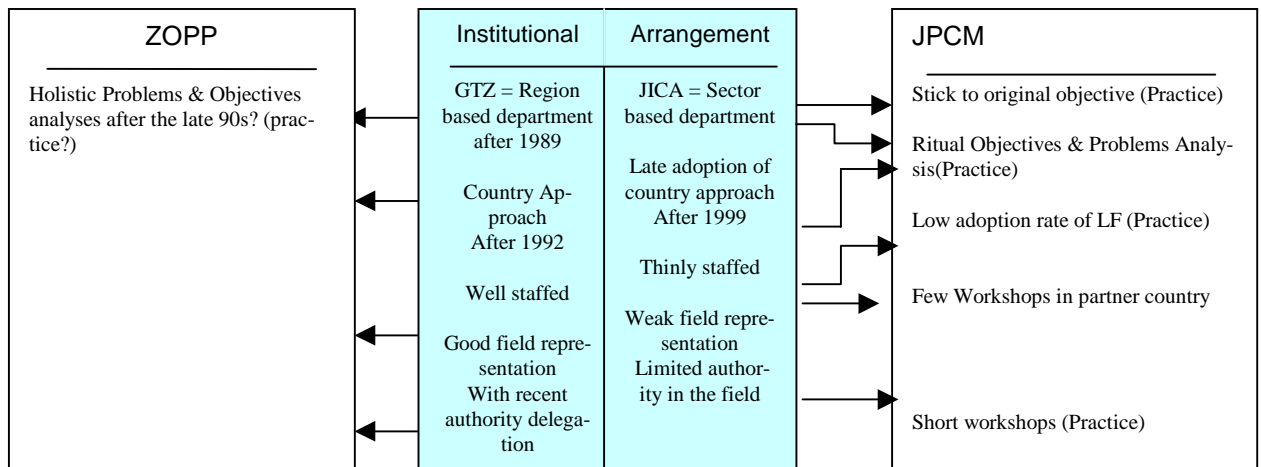 ZOPP
Holistic Problems & Objectives
analyses after the late 90s? (prac-
tice?)
Institutional
GTZ = Region
based department
after 1989
Country Ap-
proach
After 1992
Well staffed
Good field repre-
sentation
With recent
authority delega-
tion
Arrangement
JICA = Sector
based department
Late adoption of
country approach
After 1999
Thinly staffed
Weak field repre-
sentation
Limited author-
ity in the field
JPCM
Stick to original objective (Practice)
Ritual Objectives & Problems Analy-
sis(Practice)
Low adoption rate of LF (Practice)
Few Workshops in partner country
Short workshops (Practice)